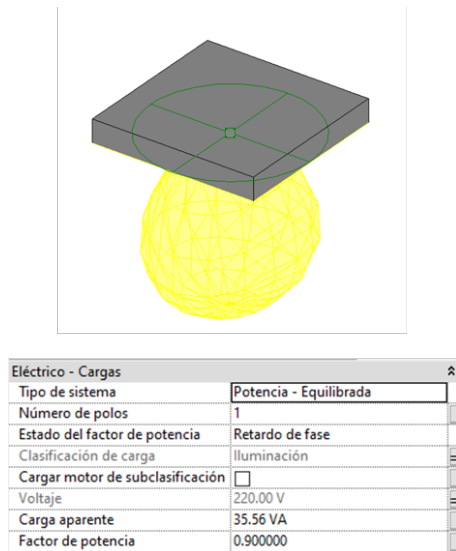 Eléctrico - Cargas
Tipo de sistema Potencia - Equilibrada
Número de polos 1
Estado del factor de potencia Retardo de fase
Clasificación de carga Iluminación
Cargar motor de subclasificación
Voltaje 220.00 V
Carga aparente 35.56 VA
Factor de potencia 0.900000